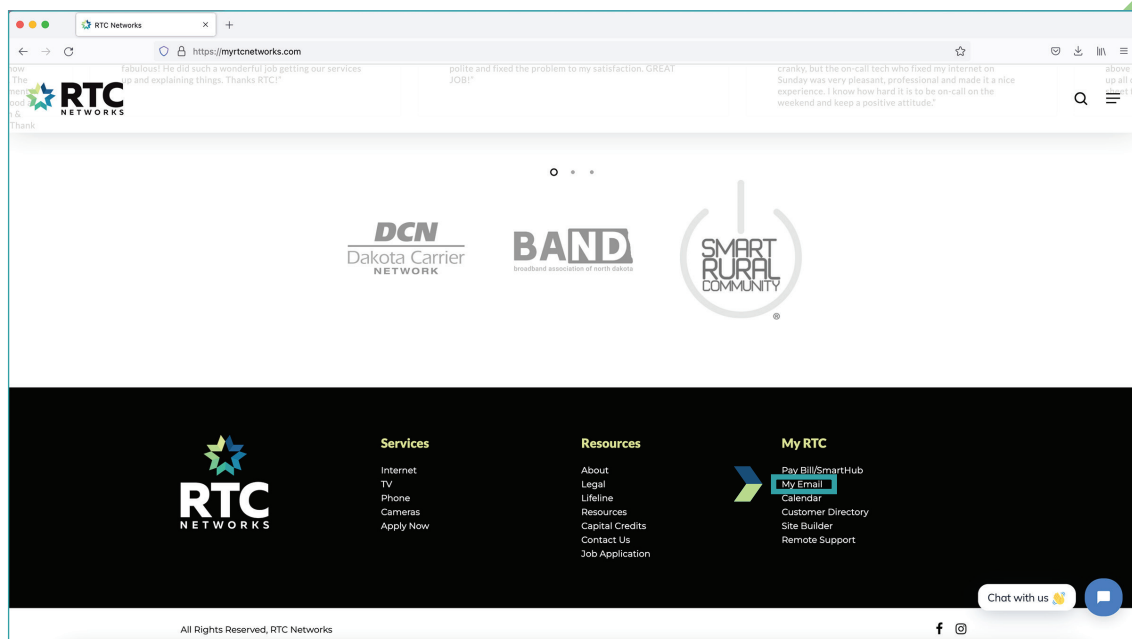 RTC Networks
https://myrtcnetworks.com
fabulous! He did such a wonderful job getting our services
up and explaining things. Thanks RTC!"
polite and fixed the problem to my satisfaction. GREAT
JOB!"
cranky, but the on-call tech who fixed my internet on
Sunday was very pleasant, professional and made it a nice
experience. I know how hard it is to be on-call on the
weekend and keep a positive attitude."
above
up all
The
Thank
RTC
NETWORKS
DCN
Dakota Carrier
NETWORK
BAND
broadband association of north dakota
SMART
RURAL
COMMUNITY
®
RTC
NETWORKS
Services
Internet
TV
Phone
Cameras
Apply Now
Resources
About
Legal
Lifeline
Resources
Capital Credits
Contact Us
Job Application
My RTC
Pay Bill/SmartHub
My Email
Calendar
Customer Directory
Site Builder
Remote Support
Chat with us 👋
All Rights Reserved, RTC Networks